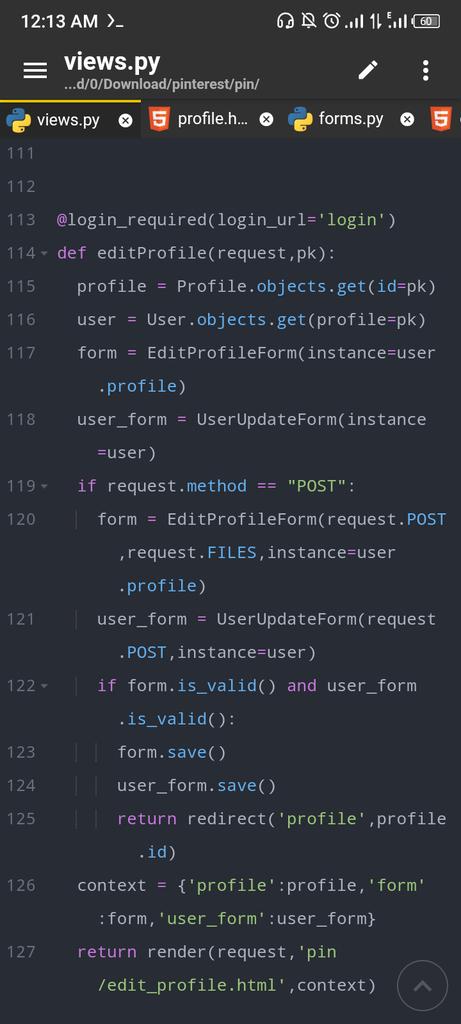 12:13 AM >_
E
60
views.py
...d/0/Download/pinterest/pin/
views.py
profile.h...
forms.py
111
112
113 @login_required(login_url='login')
114 def editProfile(request,pk):
115 profile = Profile.objects.get(id=pk)
116 user = User.objects.get(profile=pk)
117 form = EditProfileForm(instance=user
.profile)
118 user_form = UserUpdateForm(instance
=user)
119 if request.method == "POST":
120 form = EditProfileForm(request.POST
,request.FILES,instance=user
.profile)
121 user_form = UserUpdateForm(request
.POST,instance=user)
122 if form.is_valid() and user_form
.is_valid():
123 form.save()
124 user_form.save()
125 return redirect('profile',profile
.id)
126 context = {'profile':profile,'form'
:form,'user_form':user_form}
127 return render(request,'pin
/edit_profile.html',context)